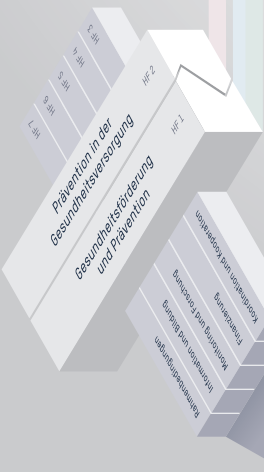 HF 3
HF 4
HF 5
HF 6
HF 7
HF 2
Prävention in der
Gesundheitsversorgung
HF 1
Gesundheitsförderung
und Prävention
Koordination und Kooperation
Finanzierung
Monitoring und Forschung
Information und Bildung
Rahmenbedingungen